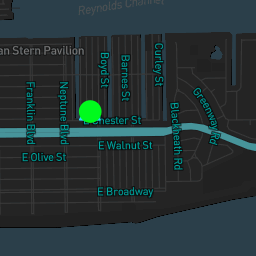 Reynolds Channel
an Stern Pavilion
Franklin Blvd
Neptune Blvd
Boyd St
Barnes St
Curley St
Greenway Rd
Blackheath Rd
E Chester St
E Walnut St
E Olive St
E Broadway